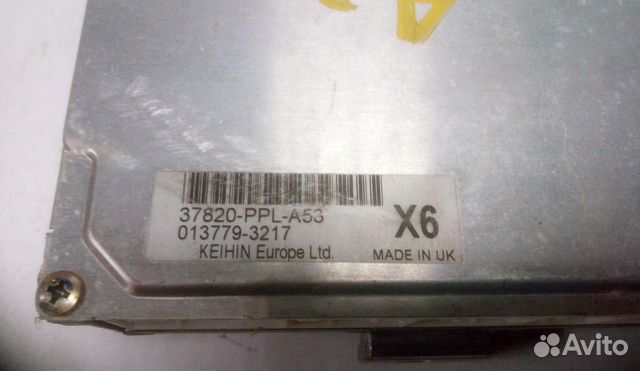 37820-PPL-A53
013779-3217
KEIHIN Europe Ltd.
X6
MADE IN UK
Avito